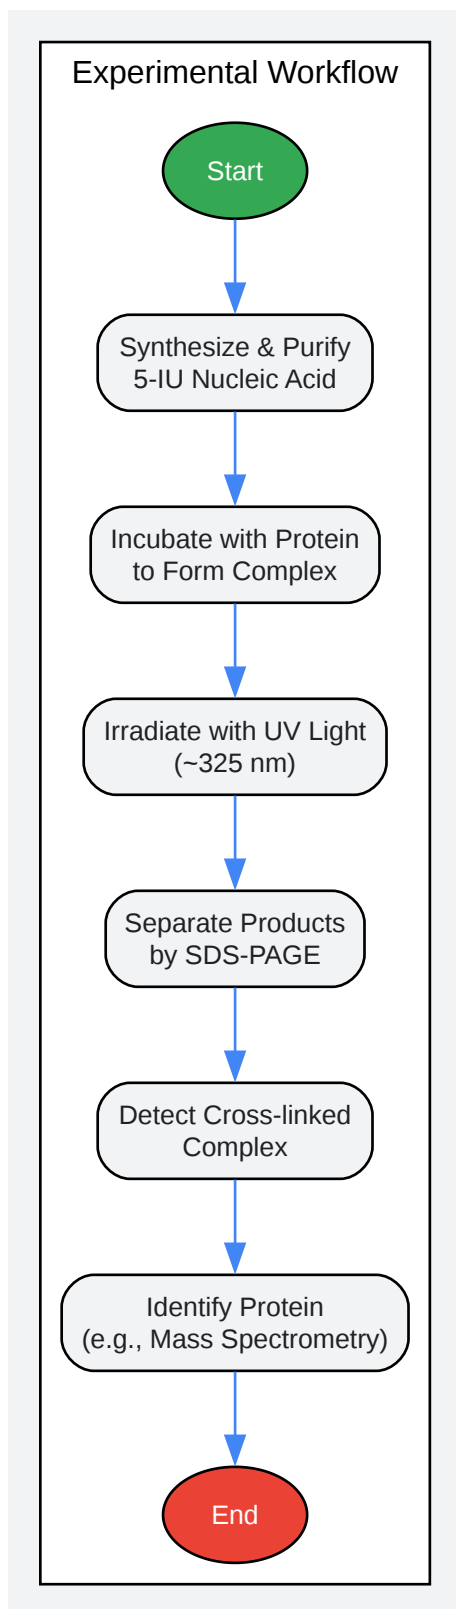 Experimental Workflow
Start
Synthesize & Purify
5-IU Nucleic Acid
Incubate with Protein
to Form Complex
Irradiate with UV Light
(~325 nm)
Separate Products
by SDS-PAGE
Detect Cross-linked
Complex
Identify Protein
(e.g., Mass Spectrometry)
End